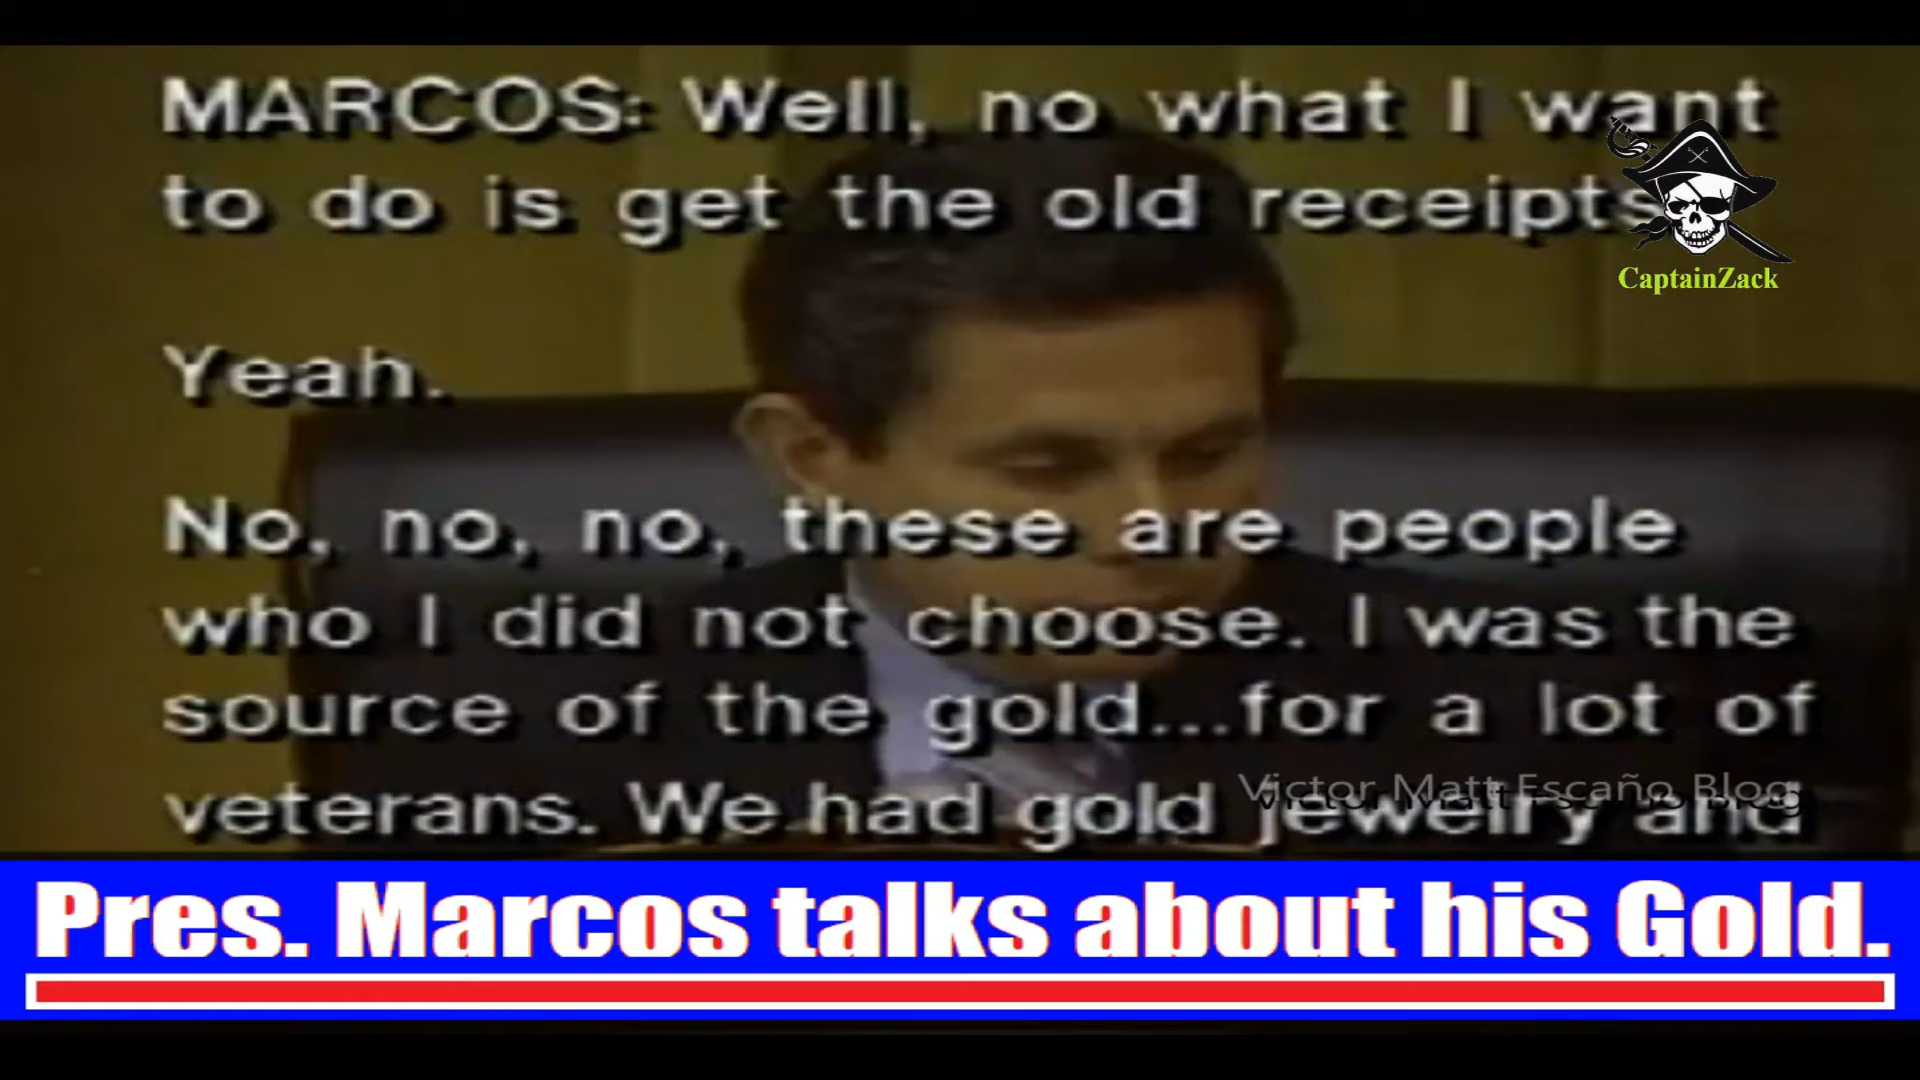 MARCOS: Well, no what I want
to do is get the old receipts
CaptainZack
Yeah.
No, no, no, these are people
who I did not choose. I was the
source of the gold...for a lot of
veterans. We had gold jewelry and
Victor Matt Escaño Blog
Pres. Marcos talks about his Gold.